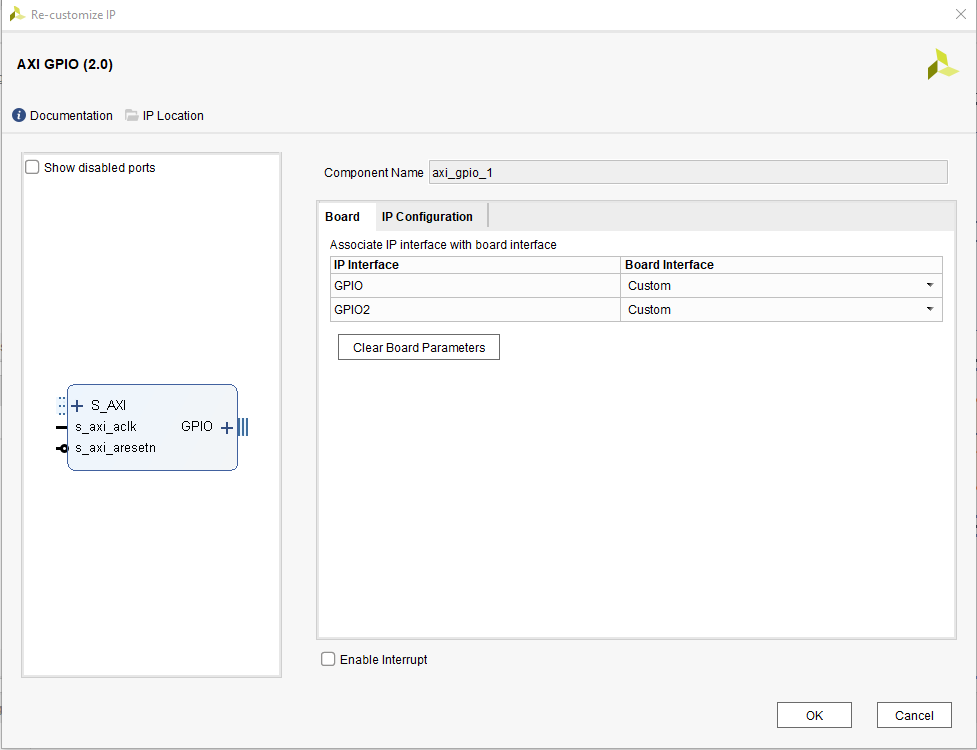 Re-customize IP
AXI GPIO (2.0)
Documentation IP Location
Show disabled ports
S_AXI
s_axi_aclk GPIO
s_axi_aresetn
Component Name axi_gpio_1
Board IP Configuration
Associate IP interface with board interface
IP Interface Board Interface
GPIO Custom
GPIO2 Custom
Clear Board Parameters
Enable Interrupt
OK Cancel